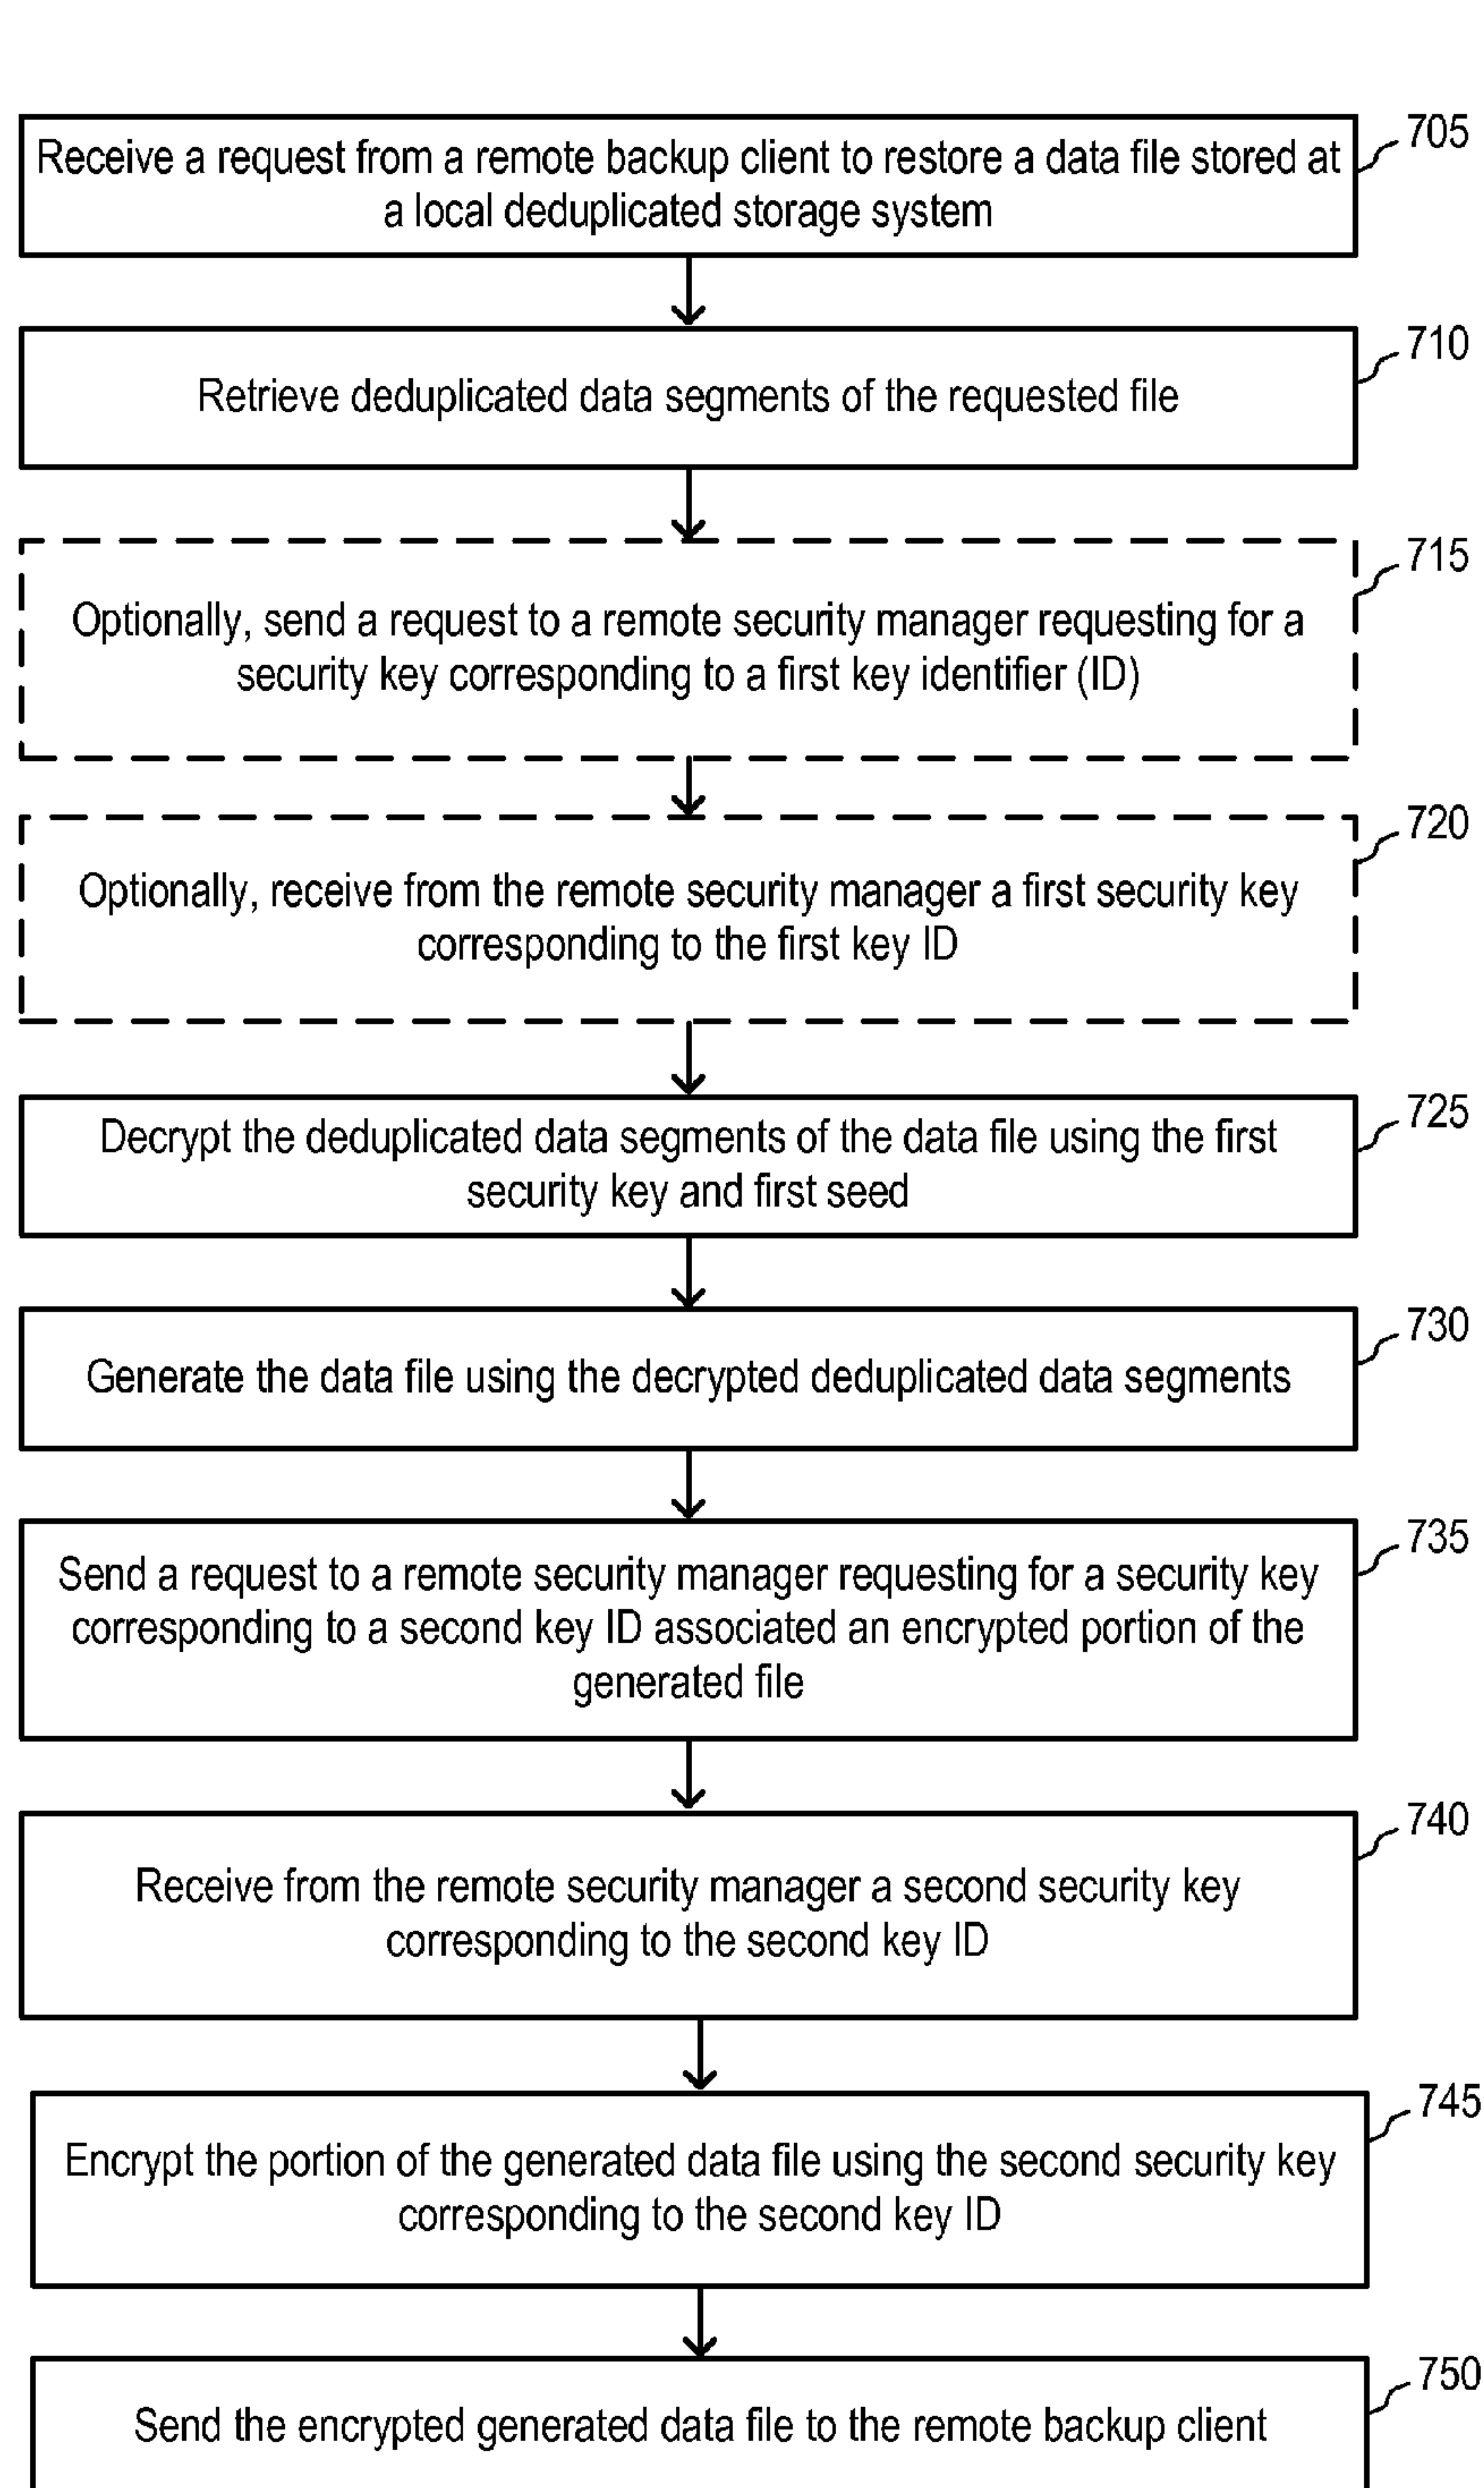 705
Receive a request from a remote backup client to restore a data file stored at
a local deduplicated storage system
710
Retrieve deduplicated data segments of the requested file
715
Optionally, send a request to a remote security manager requesting for a
security key corresponding to a first key identifier (ID)
720
Optionally, receive from the remote security manager a first security key
corresponding to the first key ID
725
Decrypt the deduplicated data segments of the data file using the first
security key and first seed
730
Generate the data file using the decrypted deduplicated data segments
735
Send a request to a remote security manager requesting for a security key
corresponding to a second key ID associated an encrypted portion of the
generated file
740
Receive from the remote security manager a second security key
corresponding to the second key ID
745
Encrypt the portion of the generated data file using the second security key
corresponding to the second key ID
750
Send the encrypted generated data file to the remote backup client